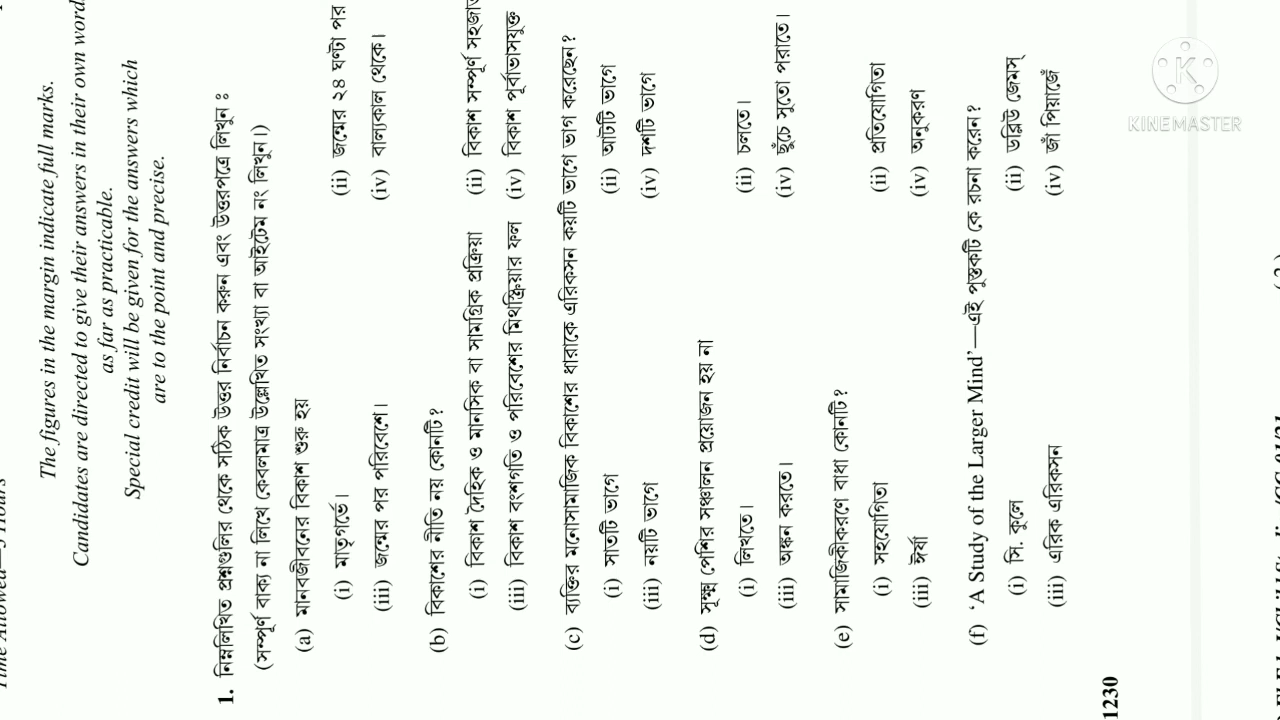 The figures in the margin indicate full marks.
Candidates are directed to give their answers in their own word
as far as practicable.
Special credit will be given for the answers which
are to the point and precise.
1. নিম্নলিখিত প্রশ্নগুলির থেকে সঠিক উত্তর নির্বাচন করুন এবং উত্তরপত্রে লিখুন ঃ
(সম্পূর্ণ বাক্য না লিখে কেবলমাত্র উল্লেখিত সংখ্যা বা আইটেম নং লিখুন।)
(a) মানবজীবনের বিকাশ শুরু হয়
(i) মাতৃগর্ভে। (ii) জন্মের ২৪ ঘন্টা পর
(iii) জন্মের পর পরিবেশে। (iv) বাল্যকাল থেকে।
(b) বিকাশের নীতি নয় কোনটি?
(i) বিকাশ দৈহিক ও মানসিক বা সামগ্রিক প্রক্রিয়া (ii) বিকাশ সম্পূর্ণ সহজাত
(iii) বিকাশ বংশগতি ও পরিবেশের মিথস্ক্রিয়ার ফল (iv) বিকাশ পূর্বাভাসযুক্ত
(c) ব্যক্তির মনোসামাজিক বিকাশের ধারাকে এরিকসন কয়টি ভাগে ভাগ করেছেন?
(i) সাতটি ভাগে (ii) আটটি ভাগে
(iii) নয়টি ভাগে (iv) দশটি ভাগে
(d) সূক্ষ্ম পেশির সঞ্চালন প্রয়োজন হয় না
(i) লিখতে। (ii) চলতে।
(iii) অঙ্কন করতে। (iv) ছুঁচে সুতো পরাতে।
(e) সামাজিকীকরণে বাধা কোনটি?
(i) সহযোগিতা (ii) প্রতিযোগিতা
(iii) ঈর্ষা (iv) অনুকরণ
(f) ‘A Study of the Larger Mind’—এই পুস্তকটি কে রচনা করেন?
(i) সি. কুলে (ii) উল্লিউ জেমস্
(iii) এরিক এরিকসন (iv) জাঁ পিয়াজেঁ
1230
KINEMASTER